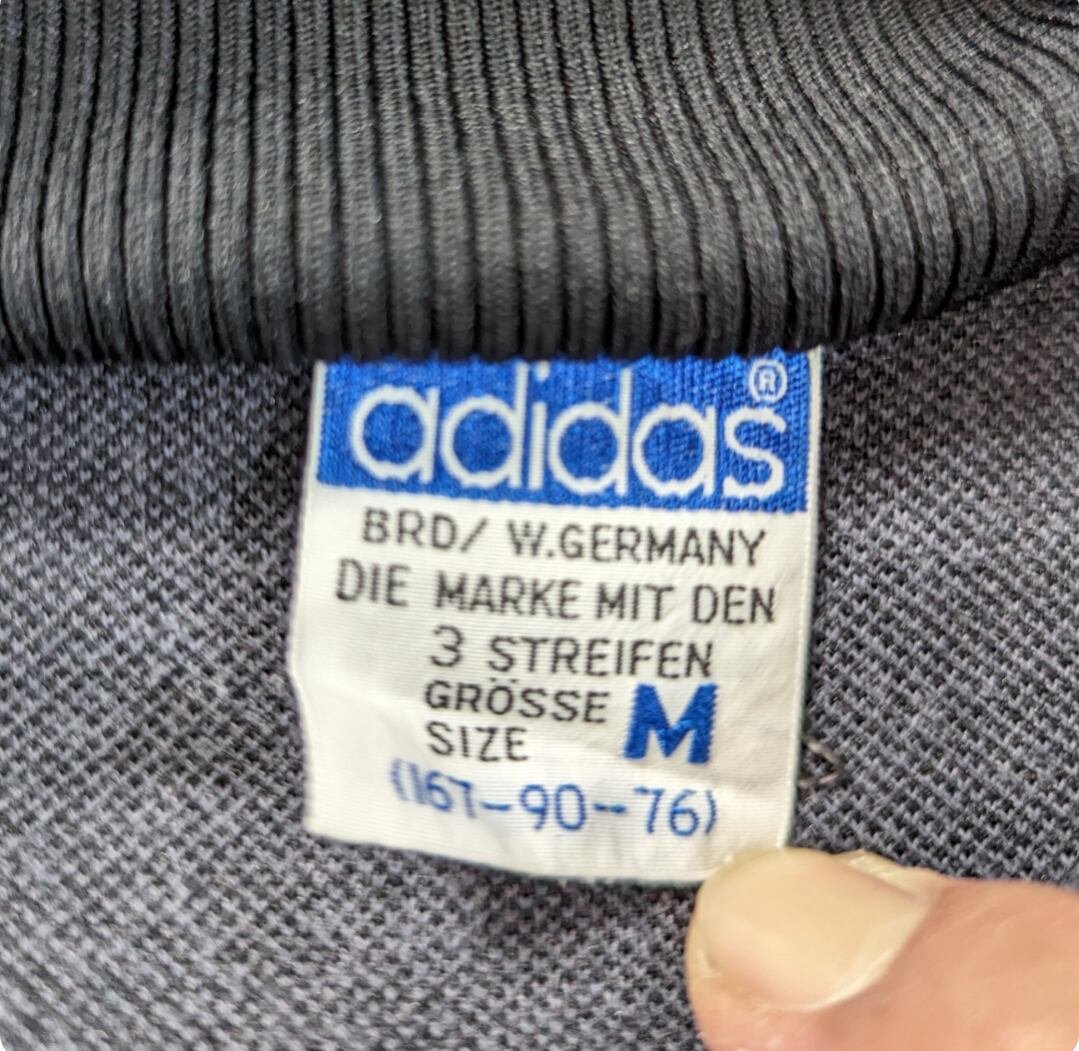 adidas®
BRD/ W.GERMANY
DIE MARKE MIT DEN
3 STREIFEN
GRÖSSE M
SIZE
(167-90--76)